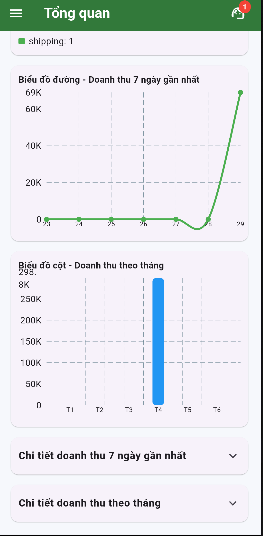 Tổng quan
1
shipping: 1
Biểu đồ đường - Doanh thu 7 ngày gần nhất
69K
60K
40K
20K
0
23 24 25 26 27 28 29
Biểu đồ cột - Doanh thu theo tháng
298.
8K
250K
200K
150K
100K
50K
0
T1 T2 T3 T4 T5 T6
Chi tiết doanh thu 7 ngày gần nhất
Chi tiết doanh thu theo tháng